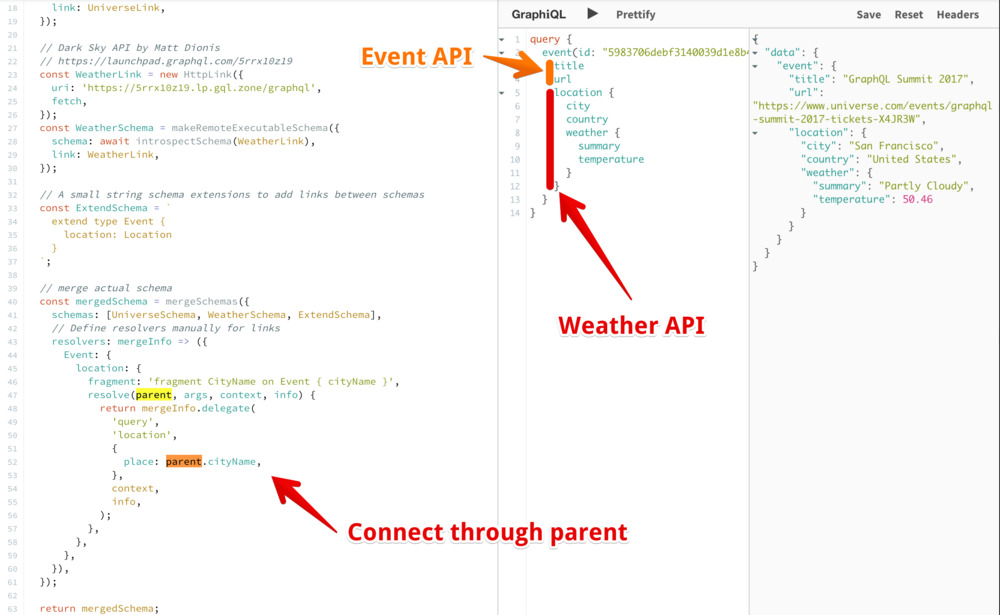 18 link: UniverseLink,
19 });
20
21 // Dark Sky API by Matt Dionis
22 // https://launchpad.graphql.com/5rrx10z19
23 const WeatherLink = new HttpLink({
24 uri: 'https://5rrx10z19.lp.gql.zone/graphql',
25 fetch,
26 });
27 const WeatherSchema = makeRemoteExecutableSchema({
28 schema: await introspectSchema(WeatherLink),
29 link: WeatherLink,
30 });
31
32 // A small string schema extensions to add links between schemas
33 const ExtendSchema = `
34 extend type Event {
35 location: Location
36 }
37 `;
38
39 // merge actual schema
40 const mergedSchema = mergeSchemas({
41 schemas: [UniverseSchema, WeatherSchema, ExtendSchema],
42 // Define resolvers manually for links
43 resolvers: mergeInfo => ({
44 Event: {
45 location: {
46 fragment: 'fragment CityName on Event { cityName }',
47 resolve(parent, args, context, info) {
48 return mergeInfo.delegate(
49 'query',
50 'location',
51 {
52 place: parent.cityName,
53 },
54 context,
55 info,
56 );
57 },
58 },
59 },
60 }),
61 });
62
63 return mergedSchema;
Connect through parent
GraphiQL Prettify Save Reset Headers
Event API
1 query {
2 event(id: "5983706debf3140039d1e8b4
title
url
5 location {
6 city
7 country
8 weather {
9 summary
10 temperature
11 }
12 }
13 }
14 }
Weather API
{
"data": {
"event": {
"title": "GraphQL Summit 2017",
"url":
"https://www.universe.com/events/graphql
-summit-2017-tickets-X4JR3W",
"location": {
"city": "San Francisco",
"country": "United States",
"weather": {
"summary": "Partly Cloudy",
"temperature": 50.46
}
}
}
}
}